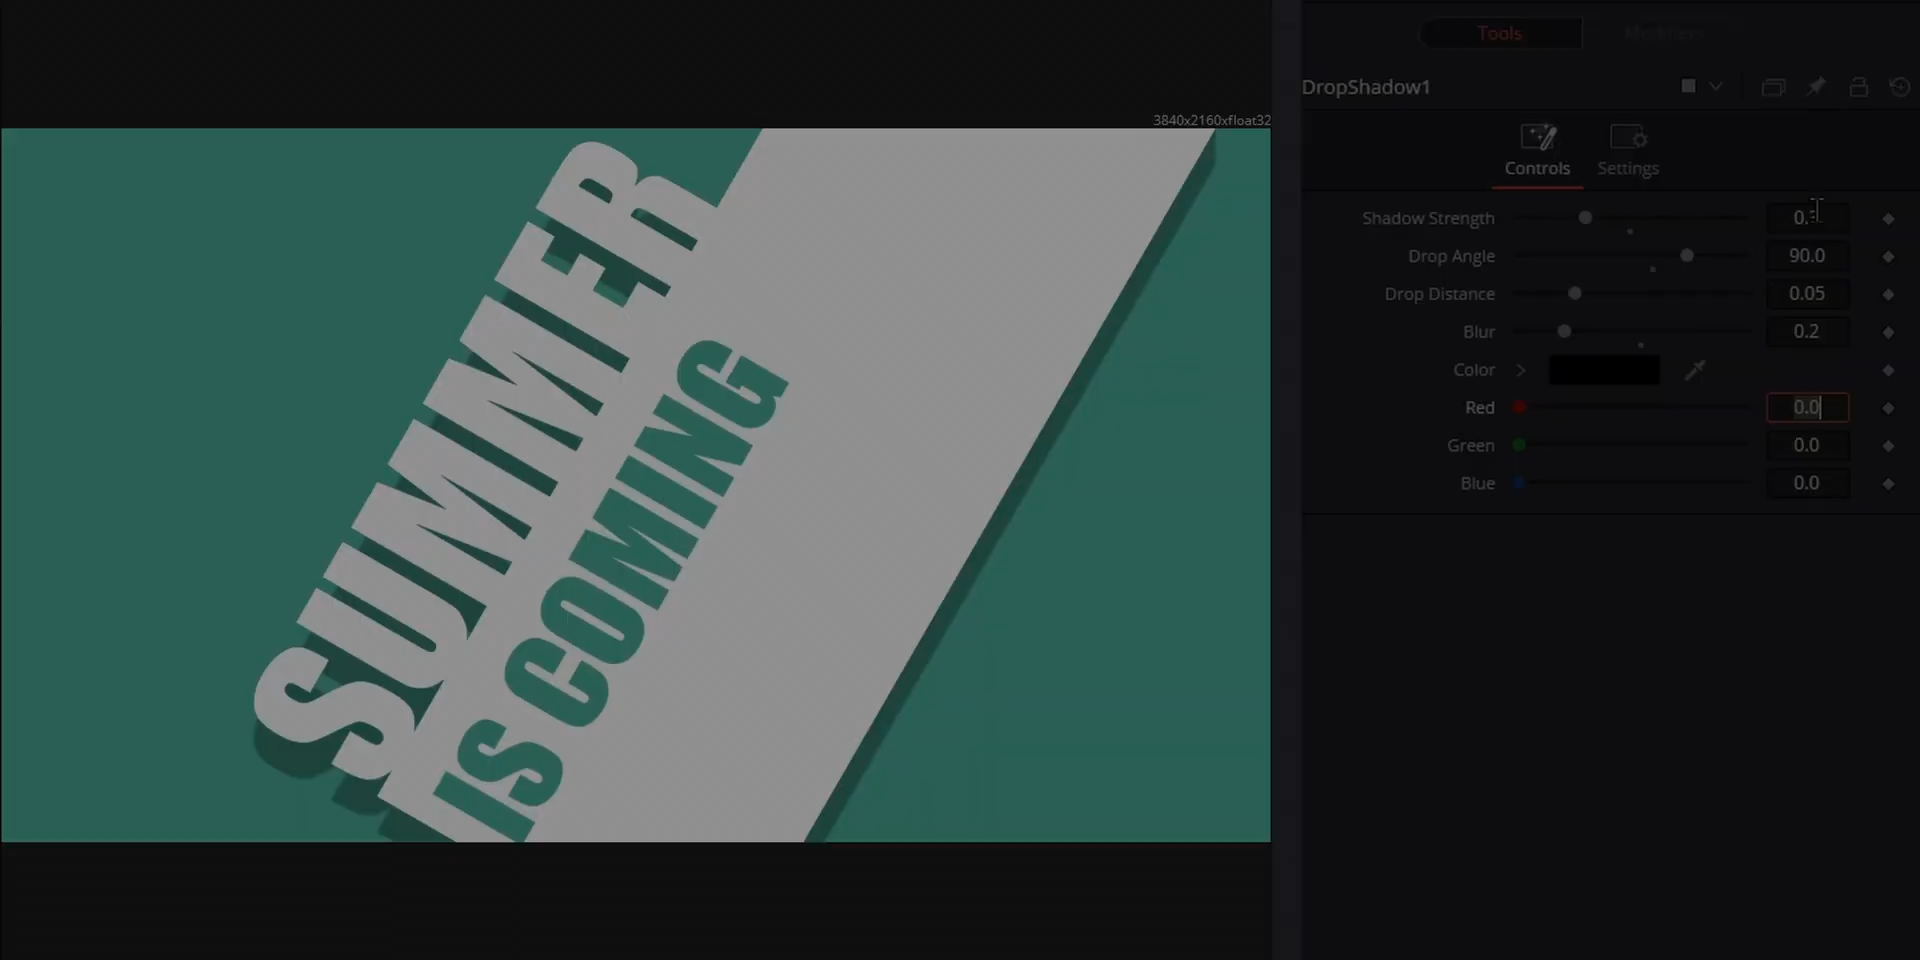 SUMMER
IS COMING
3840x2160xfloat32
Tools
Modifiers
DropShadow1
Controls
Settings
Shadow Strength
Drop Angle 90.0
Drop Distance 0.05
Blur 0.2
Color
Red 0.0
Green 0.0
Blue 0.0